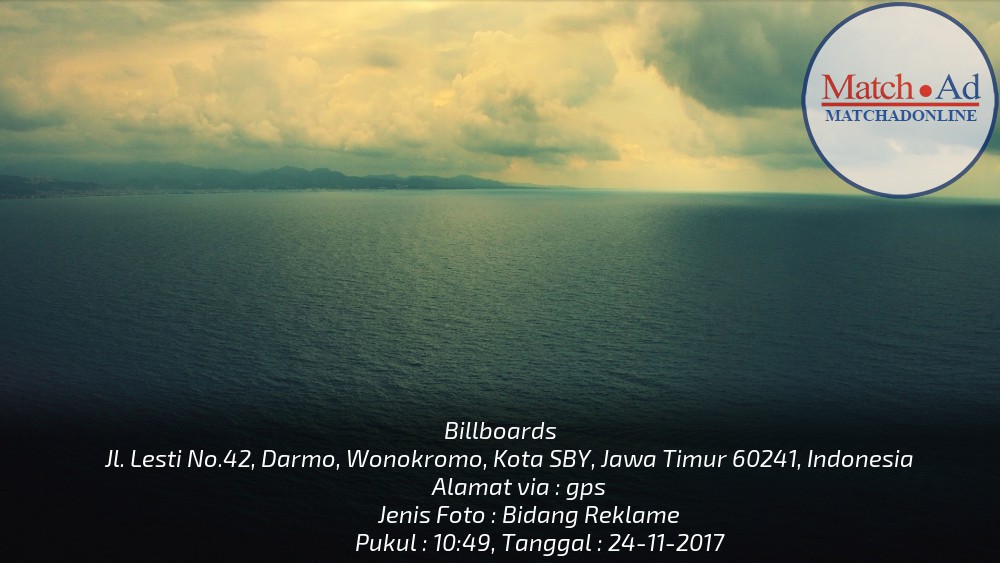 Match Ad
MATCHADONLINE
Billboards
Jl. Lesti No.42, Darmo, Wonokromo, Kota SBY, Jawa Timur 60241, Indonesia
Alamat via : gps
Jenis Foto : Bidang Reklame
Pukul : 10:49, Tanggal : 24-11-2017